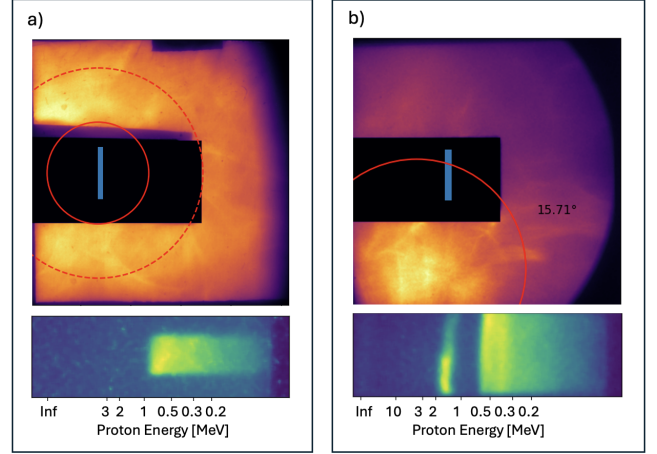 a)
Inf 3 2 1 0.5 0.3 0.2
Proton Energy [MeV]
b)
15.71°
Inf 10 3 2 1 0.5 0.3 0.2
Proton Energy [MeV]